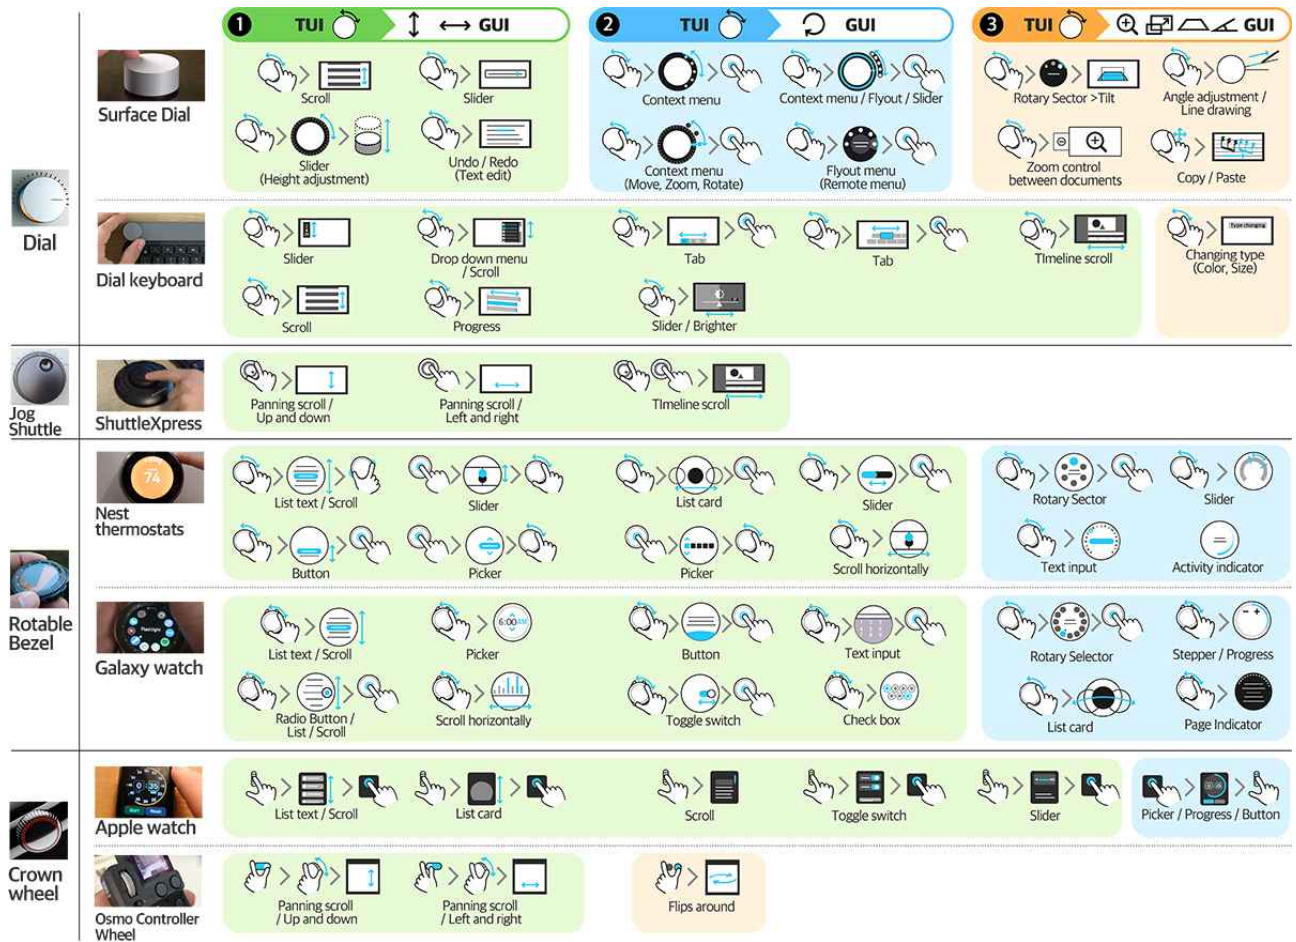 1 TUI GUI
2 TUI GUI
3 TUI GUI
Dial
Surface Dial
Scroll
Slider
Slider
(Height adjustment)
Undo / Redo
(Text edit)
Context menu
Context menu / Flyout / Slider
Context menu
(Move, Zoom, Rotate)
Flyout menu
(Remote menu)
Rotary Sector >Tilt
Angle adjustment /
Line drawing
Zoom control
between documents
Copy / Paste
Dial keyboard
Slider
Drop down menu
/ Scroll
Tab
Tab
TImeline scroll
Scroll
Progress
Slider / Brighter
Type changing
Changing type
(Color, Size)
Jog
Shuttle
ShuttleXpress
Panning scroll /
Up and down
Panning scroll /
Left and right
TImeline scroll
Rotable
Bezel
74
Nest
thermostats
List text / Scroll
Slider
List card
Slider
Button
Picker
Picker
Scroll horizontally
Rotary Sector
Slider
Text input
Activity indicator
Galaxy watch
List text / Scroll
6:00AM
Picker
Button
Text input
Radio Button /
List / Scroll
Scroll horizontally
Toggle switch
Check box
Rotary Selector
Stepper / Progress
List card
Page Indicator
Crown
wheel
Apple watch
List text / Scroll
List card
Scroll
Toggle switch
Slider
Picker / Progress / Button
Osmo Controller
Wheel
Panning scroll
/ Up and down
Panning scroll
/ Left and right
Flips around